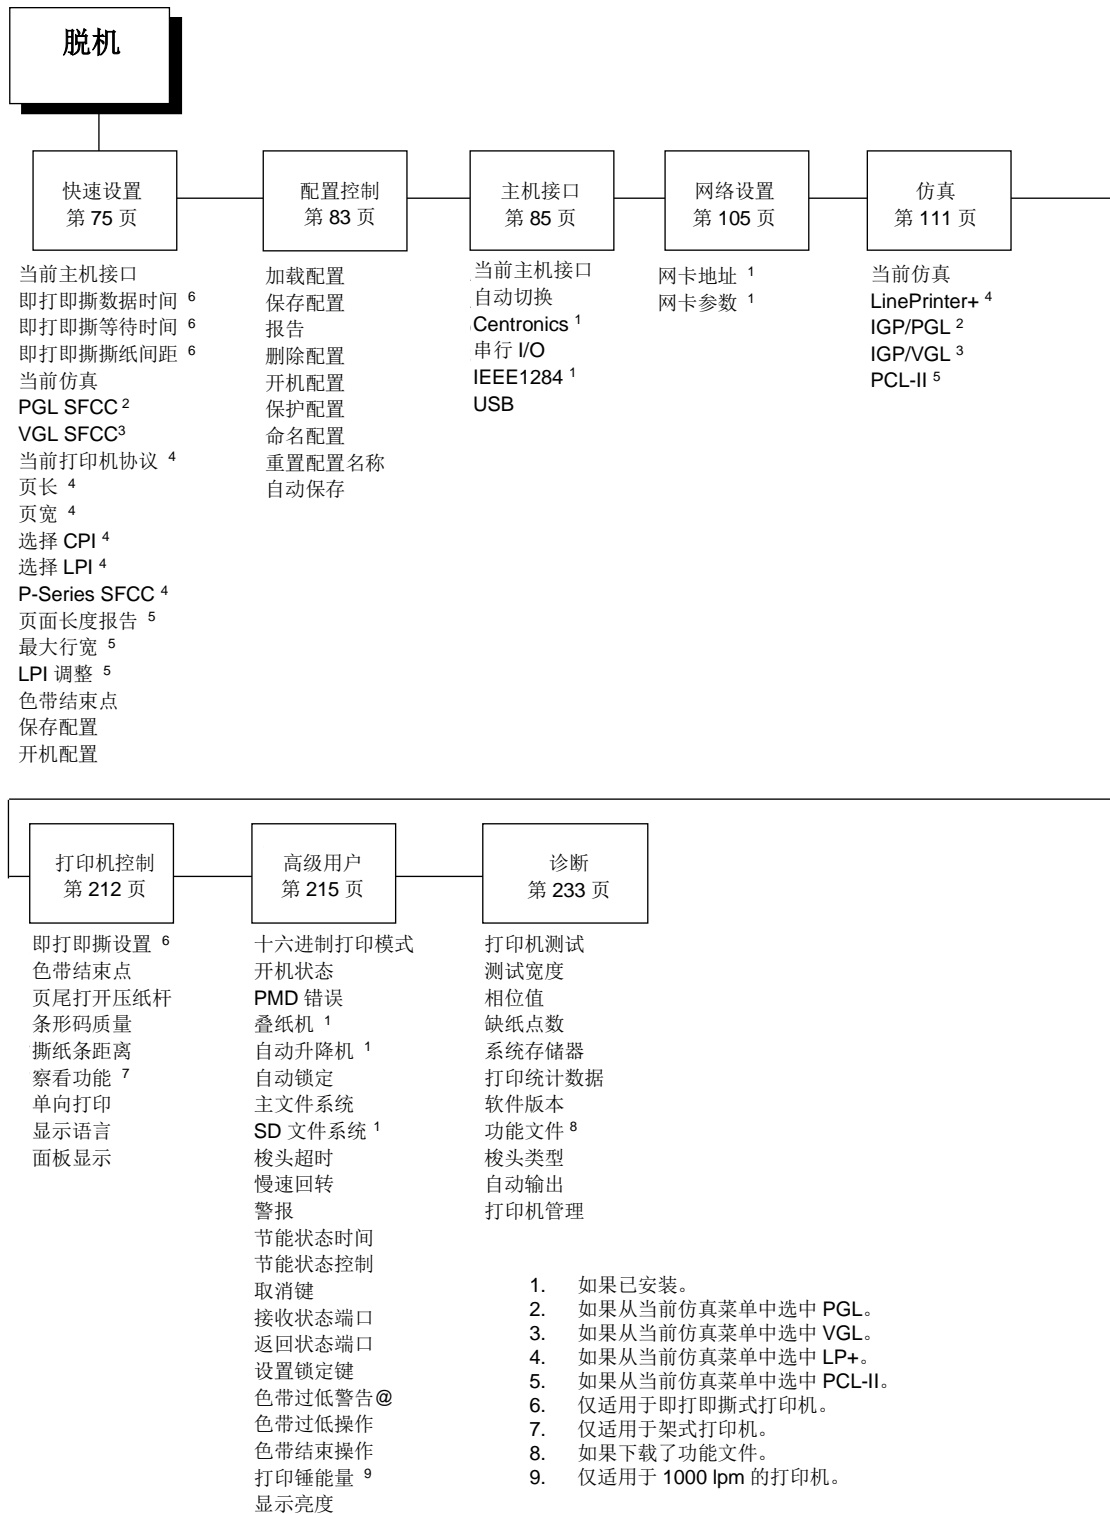 脱机
快速设置
第 75 页
当前主机接口
即打即撕数据时间 6
即打即撕等待时间 6
即打即撕撕纸间距 6
当前仿真
PGL SFCC 2
VGL SFCC3
当前打印机协议 4
页长 4
页宽 4
选择 CPI 4
选择 LPI 4
P-Series SFCC 4
页面长度报告 5
最大行宽 5
LPI 调整 5
色带结束点
保存配置
开机配置
配置控制
第 83 页
加载配置
保存配置
报告
删除配置
开机配置
保护配置
命名配置
重置配置名称
自动保存
主机接口
第 85 页
当前主机接口
自动切换
Centronics 1
串行 I/O
IEEE1284 1
USB
网络设置
第 105 页
网卡地址 1
网卡参数 1
仿真
第 111 页
当前仿真
LinePrinter+ 4
IGP/PGL 2
IGP/VGL 3
PCL-II 5
打印机控制
第 212 页
即打即撕设置 6
色带结束点
页尾打开压纸杆
条形码质量
撕纸条距离
察看功能 7
单向打印
显示语言
面板显示
高级用户
第 215 页
十六进制打印模式
开机状态
PMD 错误
叠纸机 1
自动升降机 1
自动锁定
主文件系统
SD 文件系统 1
梭头超时
慢速回转
警报
节能状态时间
节能状态控制
取消键
接收状态端口
返回状态端口
设置锁定键
色带过低警告@
色带过低操作
色带结束操作
打印锤能量 9
显示亮度
诊断
第 233 页
打印机测试
测试宽度
相位值
缺纸点数
系统存储器
打印统计数据
软件版本
功能文件 8
梭头类型
自动输出
打印机管理
1. 如果已安装。
2. 如果从当前仿真菜单中选中 PGL。
3. 如果从当前仿真菜单中选中 VGL。
4. 如果从当前仿真菜单中选中 LP+。
5. 如果从当前仿真菜单中选中 PCL-II。
6. 仅适用于即打即撕式打印机。
7. 仅适用于架式打印机。
8. 如果下载了功能文件。
9. 仅适用于 1000 lpm 的打印机。